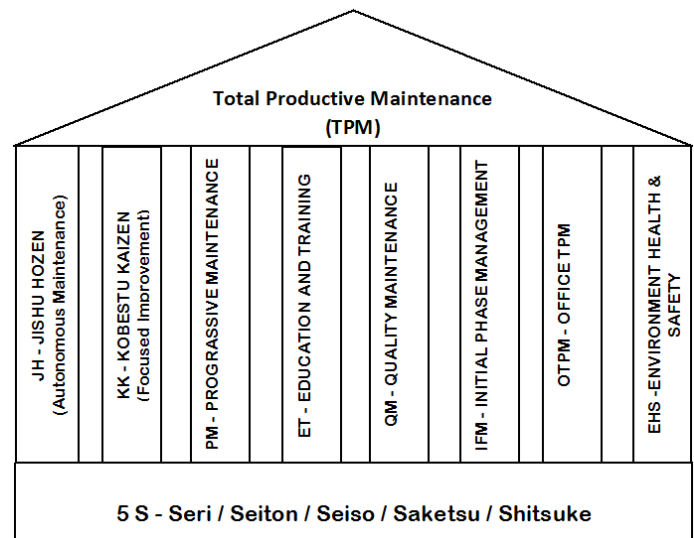 Total Productive Maintenance
(TPM)
JH - JISHU HOZEN
(Autonomous Maintenance)
KK - KOBESTU KAIZEN
(Focused Improvement)
PM - PROGRASSIVE MAINTENANCE
ET - EDUCATION AND TRAINING
QM - QUALITY MAINTENANCE
IFM - INITIAL PHASE MANAGEMENT
OTPM - OFFICE TPM
EHS -ENVIRONMENT HEALTH &
SAFETY
5 S - Seri / Seiton / Seiso / Saketsu / Shitsuke